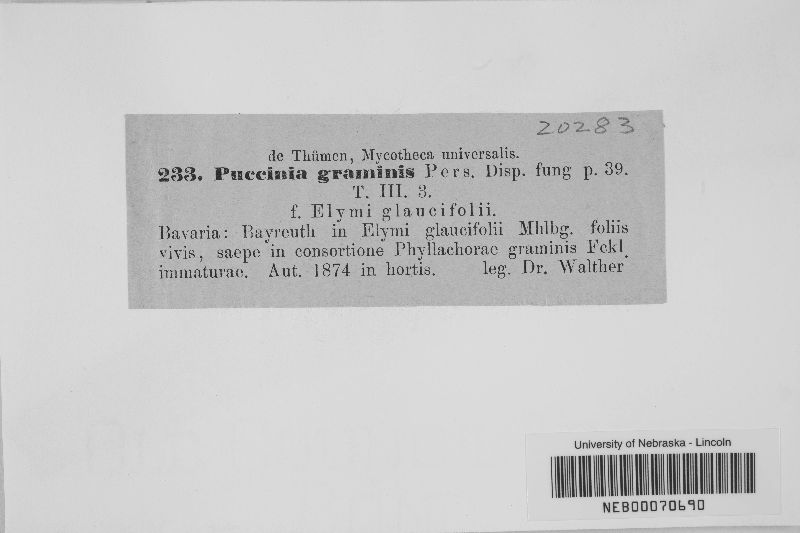 20283
de Thümen, Mycotheca universalis.
233. Puccinia graminis Pers. Disp. fung p. 39.
T. III. 3.
f. Elymi glaucifolii.
Bavaria: Bayreuth in Elymi glaucifolii Mhlbg. foliis
vivis, saepe in consortione Phyllachorae graminis Fckl.
immaturae. Aut. 1874 in hortis. leg. Dr. Walther
University of Nebraska - Lincoln
NEB00070690